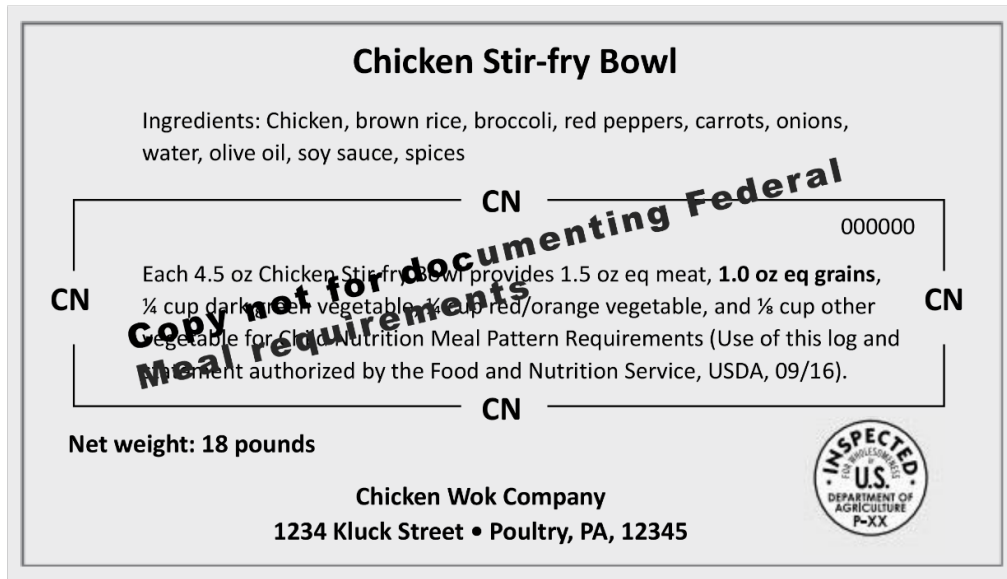 Chicken Stir-fry Bowl
Ingredients: Chicken, brown rice, broccoli, red peppers, carrots, onions,
water, olive oil, soy sauce, spices
CN
000000
Each 4.5 oz Chicken Stir-fry Bowl provides 1.5 oz eq meat, 1.0 oz eq grains,
CN
CN
¼ cup dark green vegetable, ¼ cup red/orange vegetable, and ⅛ cup other
vegetable for Child Nutrition Meal Pattern Requirements (Use of this log and
statement authorized by the Food and Nutrition Service, USDA, 09/16).
CN
Copy not for documenting Federal
Meal requirements
Net weight: 18 pounds
INSPECTED
FOR WHOLESOMENESS
U.S.
DEPARTMENT OF
AGRICULTURE
P-XX
Chicken Wok Company
1234 Kluck Street • Poultry, PA, 12345